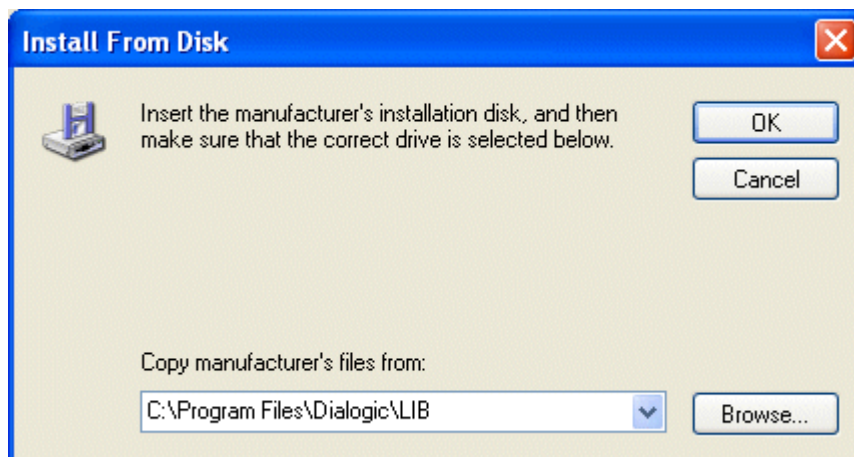 Install From Disk
Insert the manufacturer's installation disk, and then
make sure that the correct drive is selected below.
OK
Cancel
Copy manufacturer's files from:
C:\Program Files\Dialogic\LIB
Browse...